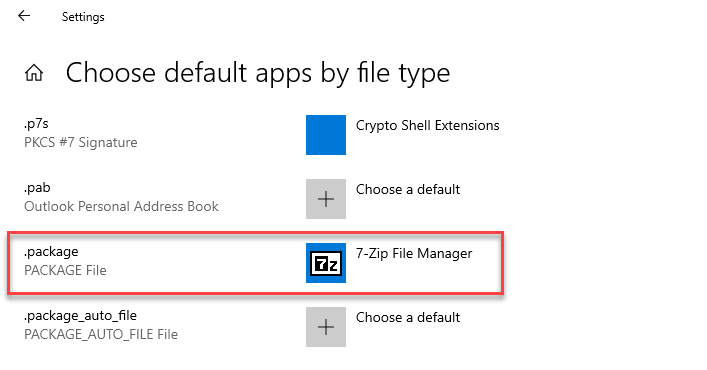 Settings
Choose default apps by file type
.p7s
PKCS #7 Signature
Crypto Shell Extensions
.pab
Outlook Personal Address Book
Choose a default
.package
PACKAGE File
7z
7-Zip File Manager
.package_auto_file
PACKAGE_AUTO_FILE File
Choose a default